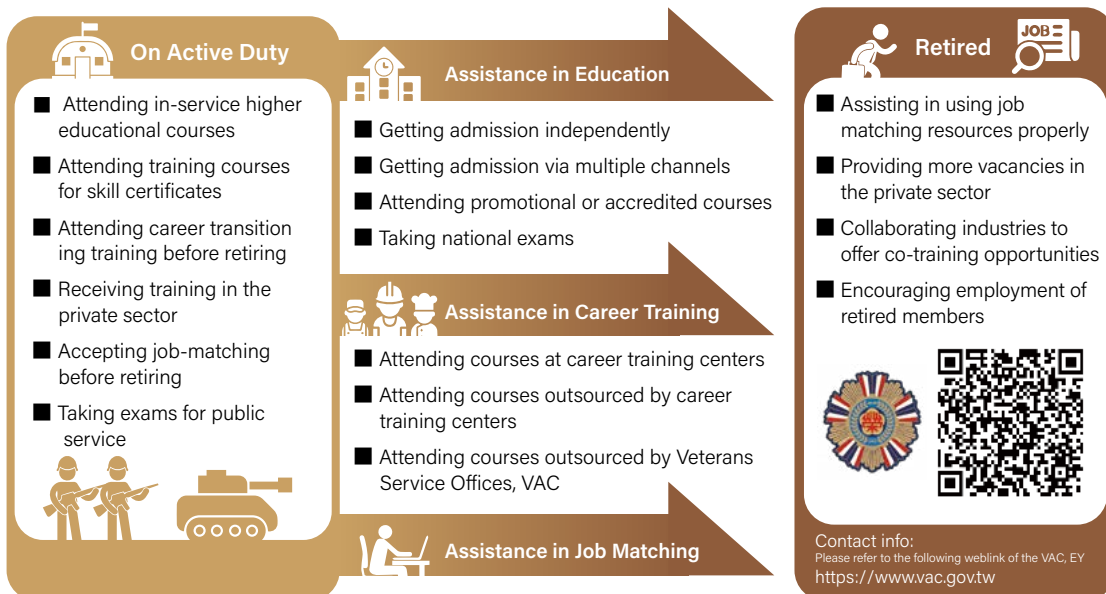 On Active Duty
■ Attending in-service higher
educational courses
■ Attending training courses
for skill certificates
■ Attending career transition
ing training before retiring
■ Receiving training in the
private sector
■ Accepting job-matching
before retiring
■ Taking exams for public
service
Assistance in Education
■ Getting admission independently
■ Getting admission via multiple channels
■ Attending promotional or accredited courses
■ Taking national exams
Assistance in Career Training
■ Attending courses at career training centers
■ Attending courses outsourced by career
training centers
■ Attending courses outsourced by Veterans
Service Offices, VAC
Assistance in Job Matching
Retired
JOB
■ Assisting in using job
matching resources properly
■ Providing more vacancies in
the private sector
■ Collaborating industries to
offer co-training opportunities
■ Encouraging employment of
retired members
Contact info:
Please refer to the following weblink of the VAC, EY
https://www.vac.gov.tw